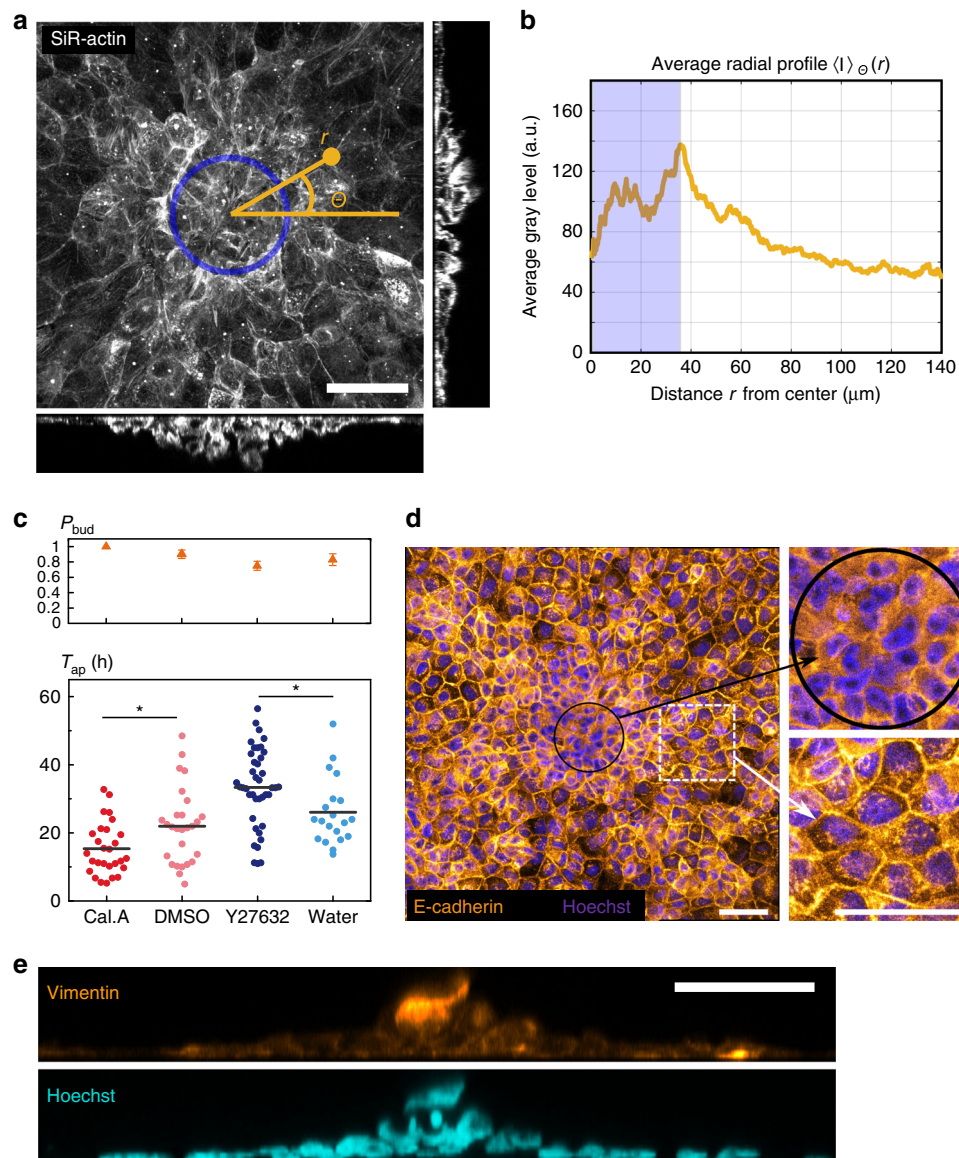 a
SiR-actin
r
Θ
b
Average radial profile ⟨I⟩Θ(r)
Average gray level (a.u.)
160
120
80
40
0
0 20 40 60 80 100 120 140
Distance r from center (μm)
c
Pbud
1
0.8
0.6
0.4
0.2
0
Tap (h)
60
40
20
0
*
*
Cal.A DMSO Y27632 Water
d
E-cadherin Hoechst
e
Vimentin
Hoechst